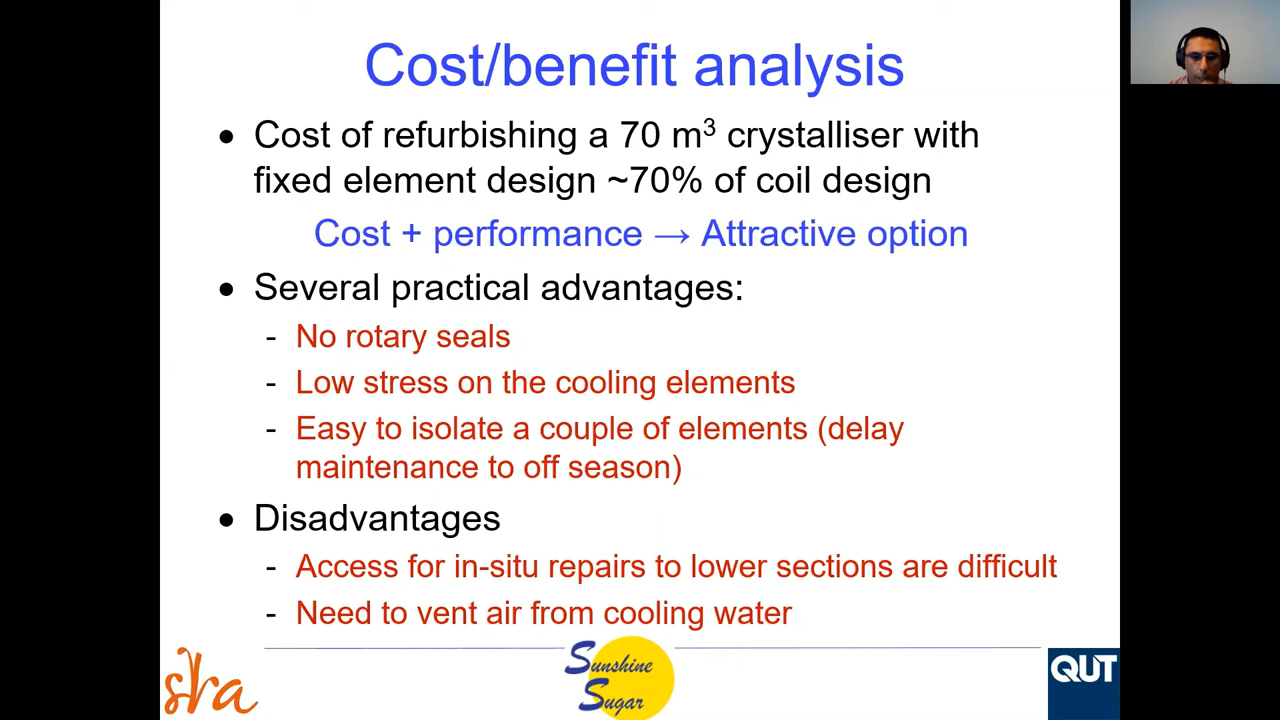 Cost/benefit analysis
• Cost of refurbishing a 70 m³ crystalliser with
fixed element design ~70% of coil design
Cost + performance → Attractive option
• Several practical advantages:
- No rotary seals
- Low stress on the cooling elements
- Easy to isolate a couple of elements (delay
maintenance to off season)
• Disadvantages
- Access for in-situ repairs to lower sections are difficult
- Need to vent air from cooling water
sra
Sunshine
Sugar
QUT